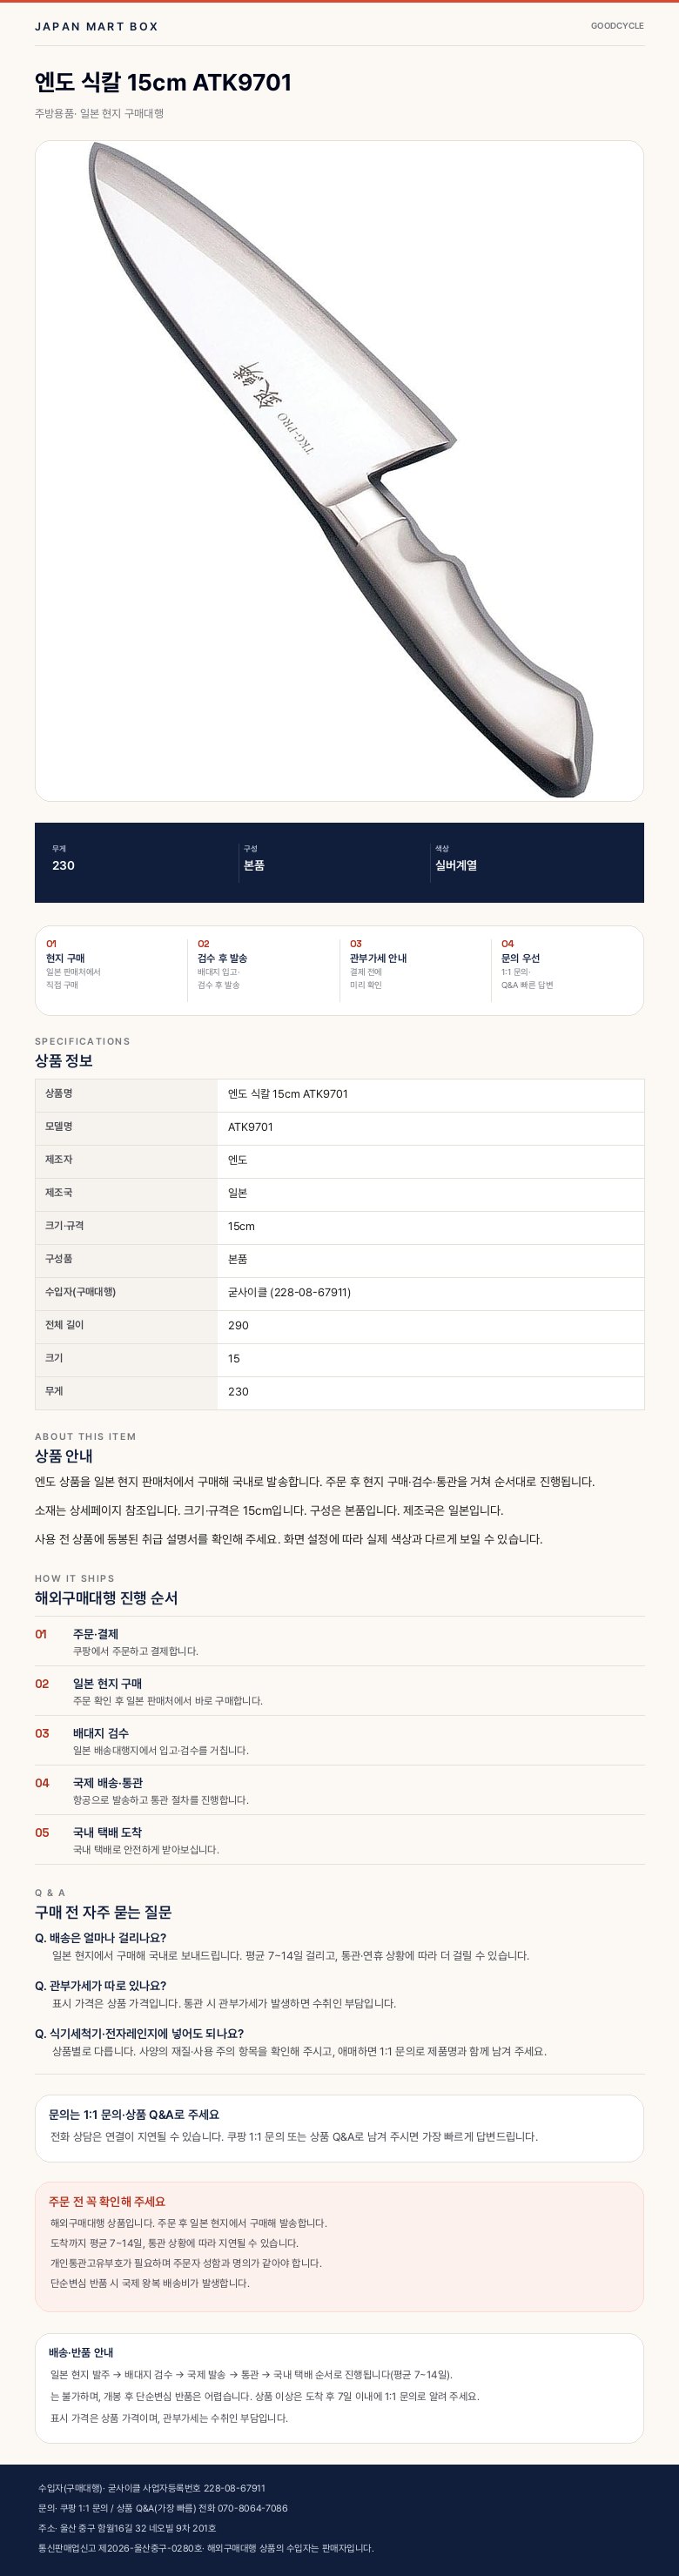 JAPAN MART BOX
GOODCYCLE
엔도 식칼 15cm ATK9701
주방용품· 일본 현지 구매대행
TKG-PRO
무게
230
구성
본품
색상
실버계열
01
현지 구매
일본 판매처에서
직접 구매
02
검수 후 발송
배대지 입고·
검수 후 발송
03
관부가세 안내
결제 전에
미리 확인
04
문의 우선
1:1 문의·
Q&A 빠른 답변
SPECIFICATIONS
상품 정보
상품명 엔도 식칼 15cm ATK9701
모델명 ATK9701
제조자 엔도
제조국 일본
크기·규격 15cm
구성품 본품
수입자(구매대행) 굳사이클 (228-08-67911)
전체 길이 290
크기 15
무게 230
ABOUT THIS ITEM
상품 안내
엔도 상품을 일본 현지 판매처에서 구매해 국내로 발송합니다. 주문 후 현지 구매·검수·통관을 거쳐 순서대로 진행됩니다.
소재는 상세페이지 참조입니다. 크기·규격은 15cm입니다. 구성은 본품입니다. 제조국은 일본입니다.
사용 전 상품에 동봉된 취급 설명서를 확인해 주세요. 화면 설정에 따라 실제 색상과 다르게 보일 수 있습니다.
HOW IT SHIPS
해외구매대행 진행 순서
01 주문·결제
쿠팡에서 주문하고 결제합니다.
02 일본 현지 구매
주문 확인 후 일본 판매처에서 바로 구매합니다.
03 배대지 검수
일본 배송대행지에서 입고·검수를 거칩니다.
04 국제 배송·통관
항공으로 발송하고 통관 절차를 진행합니다.
05 국내 택배 도착
국내 택배로 안전하게 받아보십니다.
Q & A
구매 전 자주 묻는 질문
Q. 배송은 얼마나 걸리나요?
일본 현지에서 구매해 국내로 보내드립니다. 평균 7~14일 걸리고, 통관·연휴 상황에 따라 더 걸릴 수 있습니다.
Q. 관부가세가 따로 있나요?
표시 가격은 상품 가격입니다. 통관 시 관부가세가 발생하면 수취인 부담입니다.
Q. 식기세척기·전자레인지에 넣어도 되나요?
상품별로 다릅니다. 사양의 재질·사용 주의 항목을 확인해 주시고, 애매하면 1:1 문의로 제품명과 함께 남겨 주세요.
문의는 1:1 문의·상품 Q&A로 주세요
전화 상담은 연결이 지연될 수 있습니다. 쿠팡 1:1 문의 또는 상품 Q&A로 남겨 주시면 가장 빠르게 답변드립니다.
주문 전 꼭 확인해 주세요
해외구매대행 상품입니다. 주문 후 일본 현지에서 구매해 발송합니다.
도착까지 평균 7~14일, 통관 상황에 따라 지연될 수 있습니다.
개인통관고유부호가 필요하며 주문자 성함과 명의가 같아야 합니다.
단순변심 반품 시 국제 왕복 배송비가 발생합니다.
배송·반품 안내
일본 현지 발주 → 배대지 검수 → 국제 발송 → 통관 → 국내 택배 순서로 진행됩니다(평균 7~14일).
는 불가하며, 개봉 후 단순변심 반품은 어렵습니다. 상품 이상은 도착 후 7일 이내에 1:1 문의로 알려 주세요.
표시 가격은 상품 가격이며, 관부가세는 수취인 부담입니다.
수입자(구매대행)· 굳사이클 사업자등록번호 228-08-67911
문의· 쿠팡 1:1 문의 / 상품 Q&A(가장 빠름) 전화 070-8064-7086
주소· 울산 중구 함월16길 32 네오빌 9차 201호
통신판매업신고 제2026-울산중구-0280호· 해외구매대행 상품의 수입자는 판매자입니다.